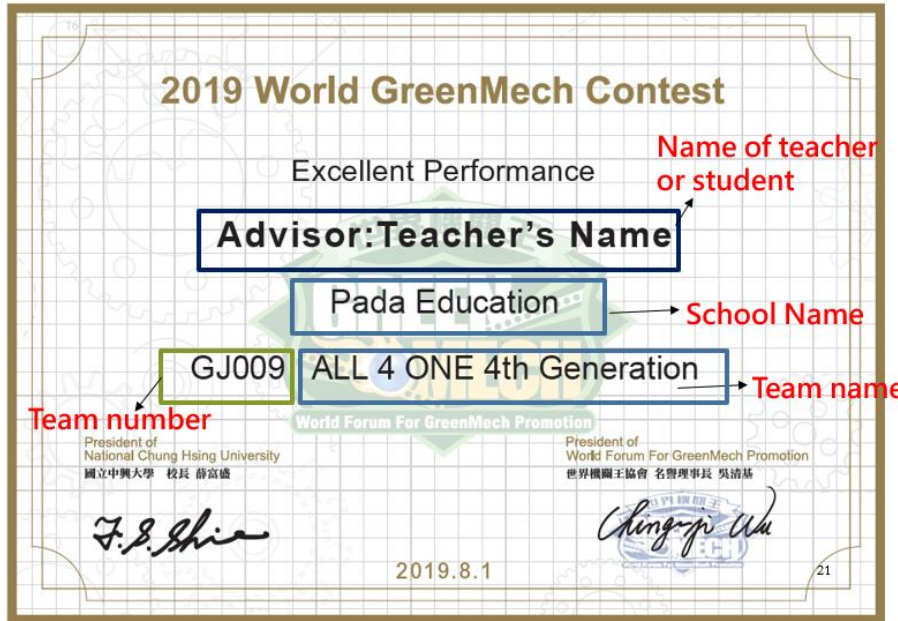 2019 World GreenMech Contest
Name of teacher
or student
Excellent Performance
Advisor:Teacher's Name
Pada Education
School Name
GJ009 ALL 4 ONE 4th Generation
Team name
Team number
World Forum For GreenMech Promotion
President of
National Chung Hsing University
國立中興大學 校長 薛富盛
President of
World Forum For GreenMech Promotion
世界機關王協會 名譽理事長 吳清基
F. S. Shie
Ching-ji Wu
2019.8.1
21